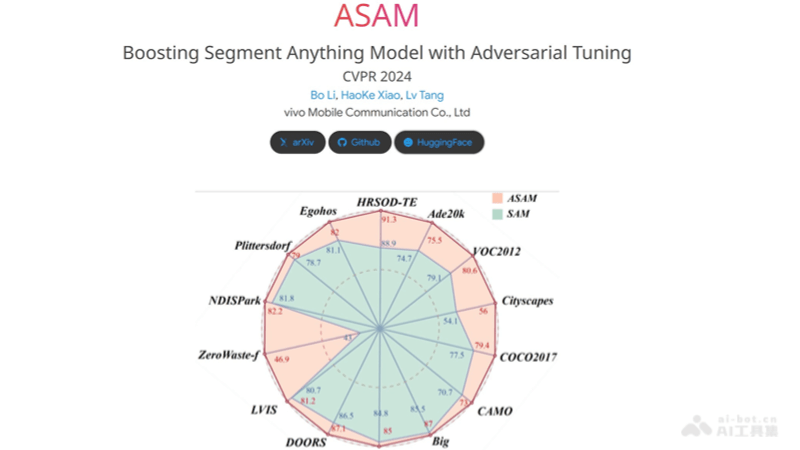 ASAM
Boosting Segment Anything Model with Adversarial Tuning
CVPR 2024
Bo Li, HaoKe Xiao, Lv Tang
vivo Mobile Communication Co., Ltd
arXiv Github HuggingFace
ASAM
SAM
HRSOD-TE
Egohos
Ade20k
91.3
82
75.5
88.9
Plittersdorf
VOC2012
81.1
74.7
79
78.7
79.1
80.6
NDISPark
81.8
Cityscapes
82.2
56
54.1
ZeroWaste-f
46.9
79.4
77.5
COCO2017
80.7
70.7
81.2
LVIS
CAMO
86.5
84.8
85.5
87.1
85
87
DOORS
Big
ai-bot.cn
AI工具集